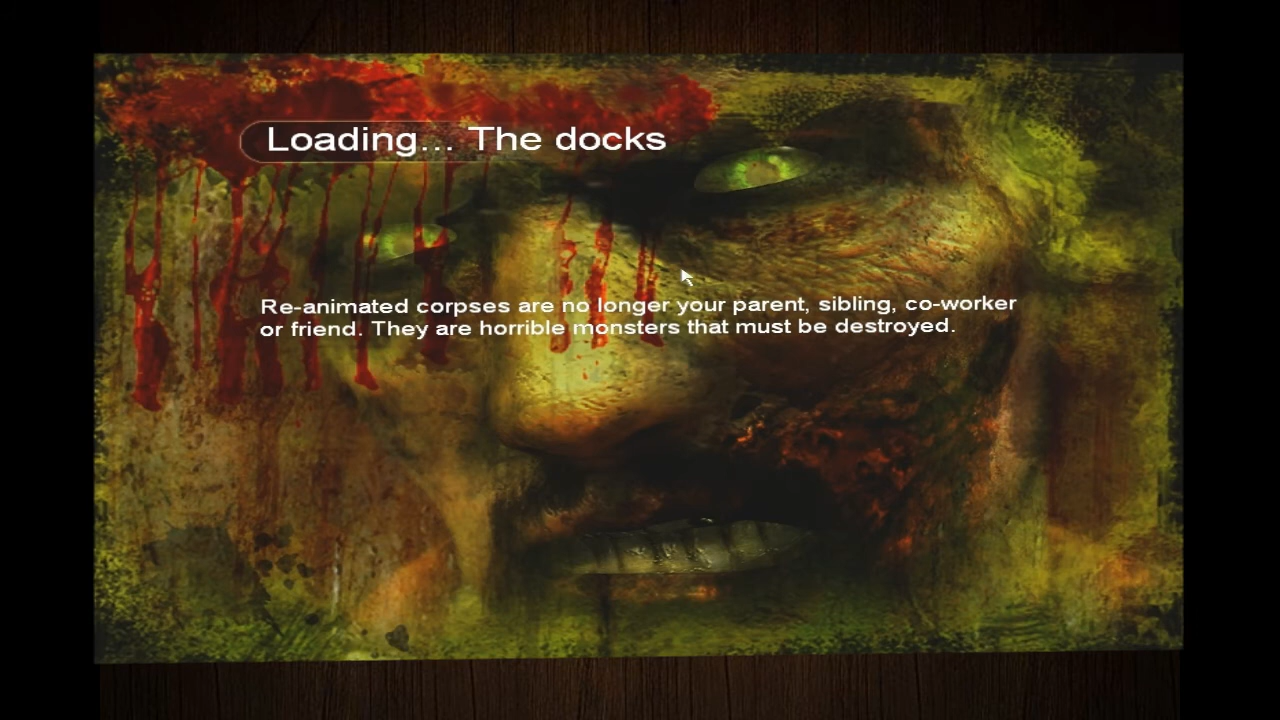 Loading... The docks
Re-animated corpses are no longer your parent, sibling, co-worker
or friend. They are horrible monsters that must be destroyed.